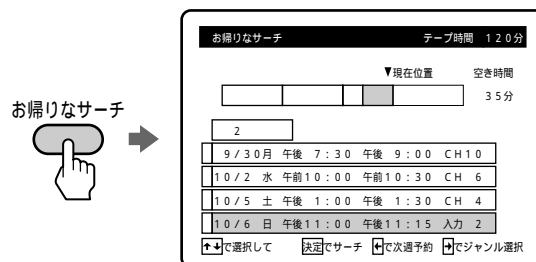 お帰りなサーチ
お帰りなサーチ テープ時間 120分
▼現在位置 空き時間
35分
2
9/30月 午後 7:30 午後 9:00 CH10
10/2 水 午前10:00 午前10:30 CH 6
10/5 土 午後 1:00 午後 1:30 CH 4
10/6 日 午後11:00 午後11:15 入力 2
↑↓で選択して 決定でサーチ ←で次週予約 →でジャンル選択